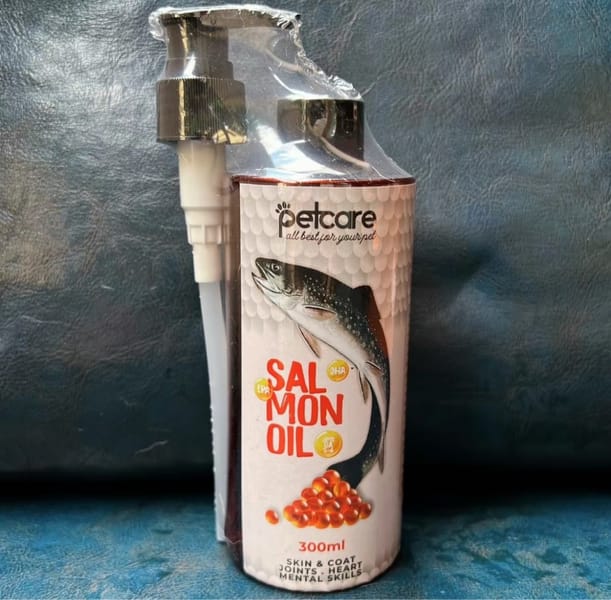 petcare
all best for your pet
SAL
MON
OIL
DHA
EPA
300ml
SKIN & COAT
JOINTS . HEART
MENTAL SKILLS